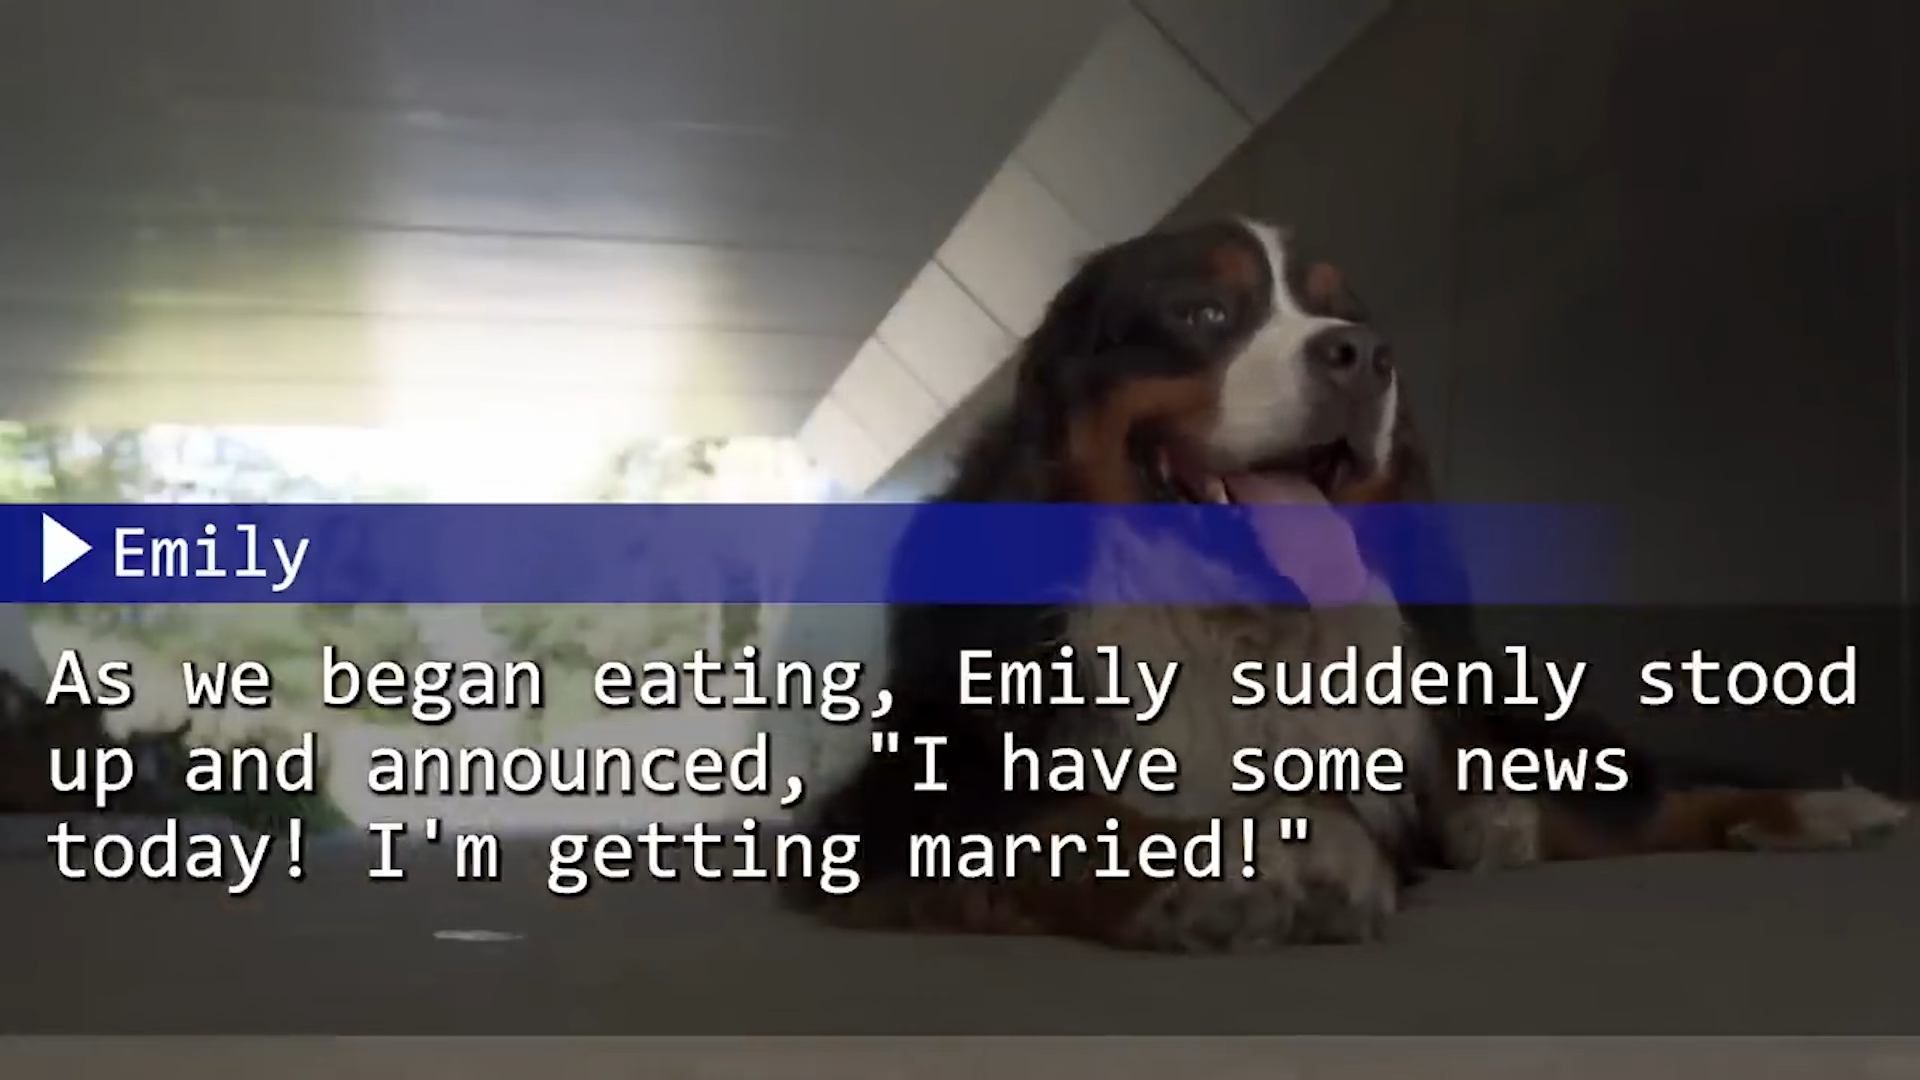 Emily
As we began eating, Emily suddenly stood
up and announced, "I have some news
today! I'm getting married!"